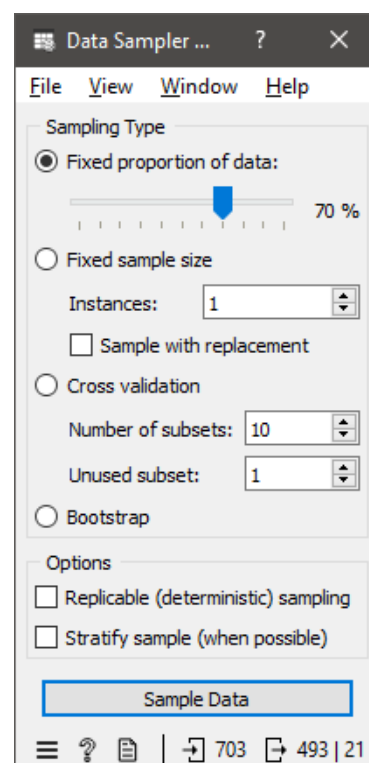 Data Sampler ... ? ×
File View Window Help
Sampling Type
Fixed proportion of data:
70 %
Fixed sample size
Instances: 1
Sample with replacement
Cross validation
Number of subsets: 10
Unused subset: 1
Bootstrap
Options
Replicable (deterministic) sampling
Stratify sample (when possible)
Sample Data
? 703 493 | 21